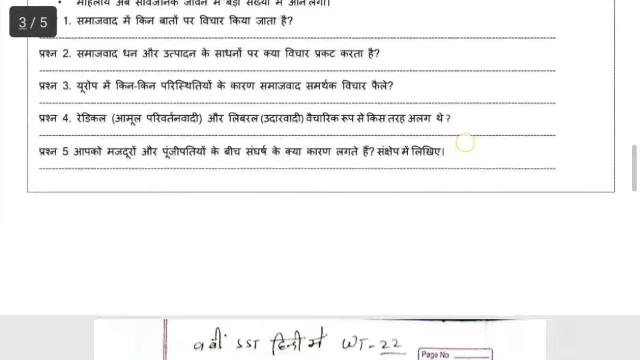 3 / 5
महिलायें अब सार्वजनिक जीवन में बड़ी संख्या में आने लगीं।
1. समाजवाद में किन बातों पर विचार किया जाता है?
प्रश्न 2. समाजवाद धन और उत्पादन के साधनों पर क्या विचार प्रकट करता है?
प्रश्न 3. यूरोप में किन-किन परिस्थितियों के कारण समाजवाद समर्थक विचार फैले?
प्रश्न 4. रेडिकल (आमूल परिवर्तनवादी) और लिबरल (उदारवादी) वैचारिक रूप से किस तरह अलग थे ?
प्रश्न 5 आपको मजदूरों और पूंजीपतियों के बीच संघर्ष के क्या कारण लगते हैं? संक्षेप में लिखिए।
9 वीं SST हिन्दी में WT-22
Page No.